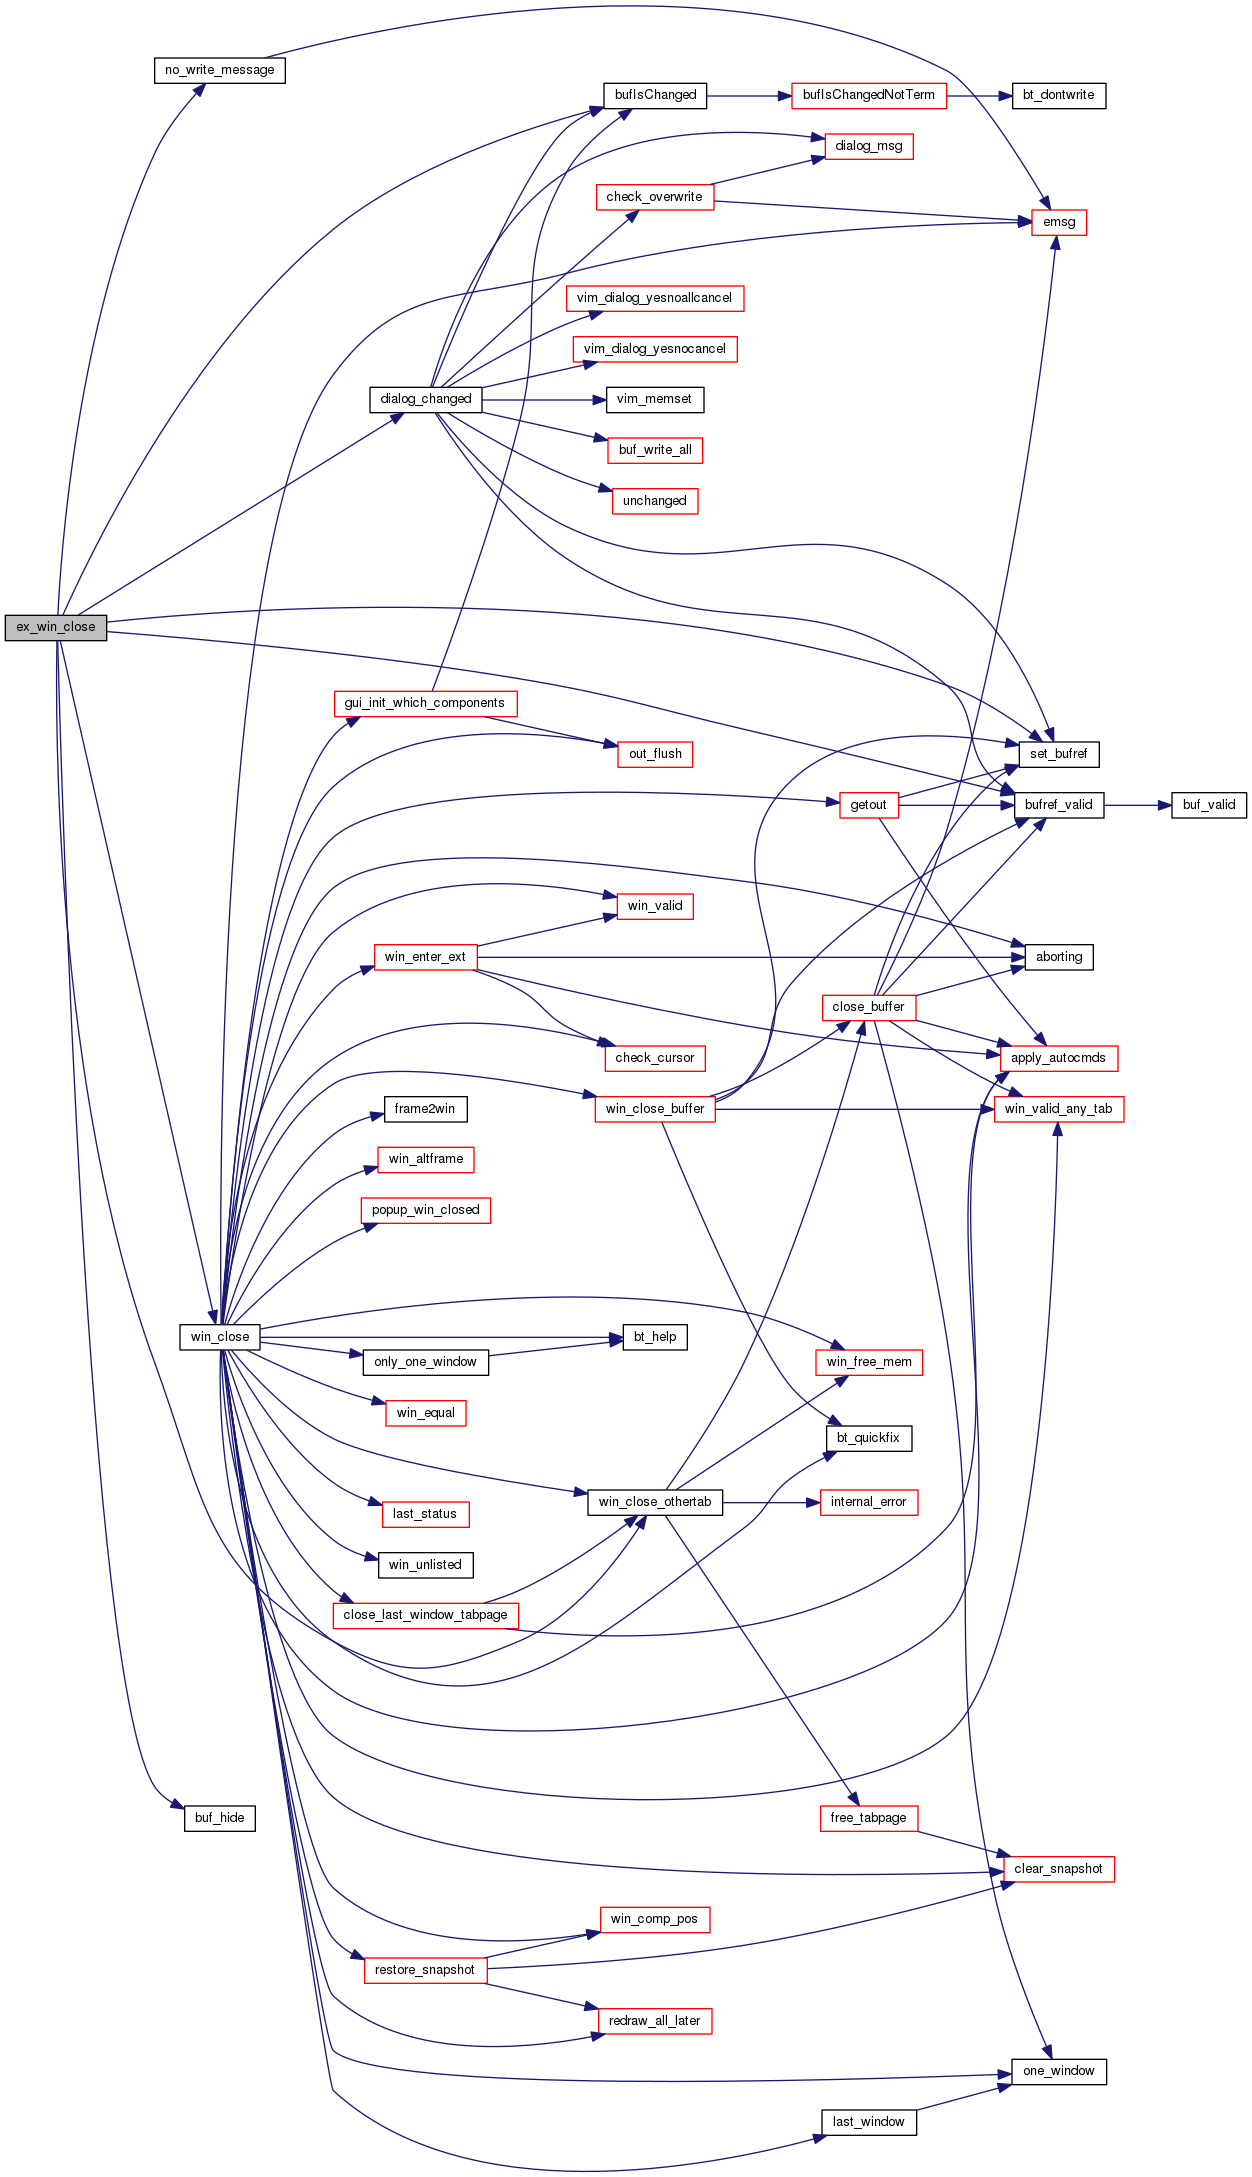 no_write_message
bufIsChanged
bufIsChangedNotTerm
bt_dontwrite
dialog_msg
check_overwrite
emsg
vim_dialog_yesnoallcancel
vim_dialog_yesnocancel
dialog_changed
vim_memset
buf_write_all
unchanged
ex_win_close
gui_init_which_components
out_flush
set_bufref
getout
bufref_valid
buf_valid
win_valid
win_enter_ext
aborting
close_buffer
check_cursor
apply_autocmds
frame2win
win_close_buffer
win_valid_any_tab
win_altframe
popup_win_closed
win_close
bt_help
only_one_window
win_free_mem
win_equal
bt_quickfix
win_close_othertab
internal_error
last_status
win_unlisted
close_last_window_tabpage
buf_hide
free_tabpage
clear_snapshot
win_comp_pos
restore_snapshot
redraw_all_later
one_window
last_window